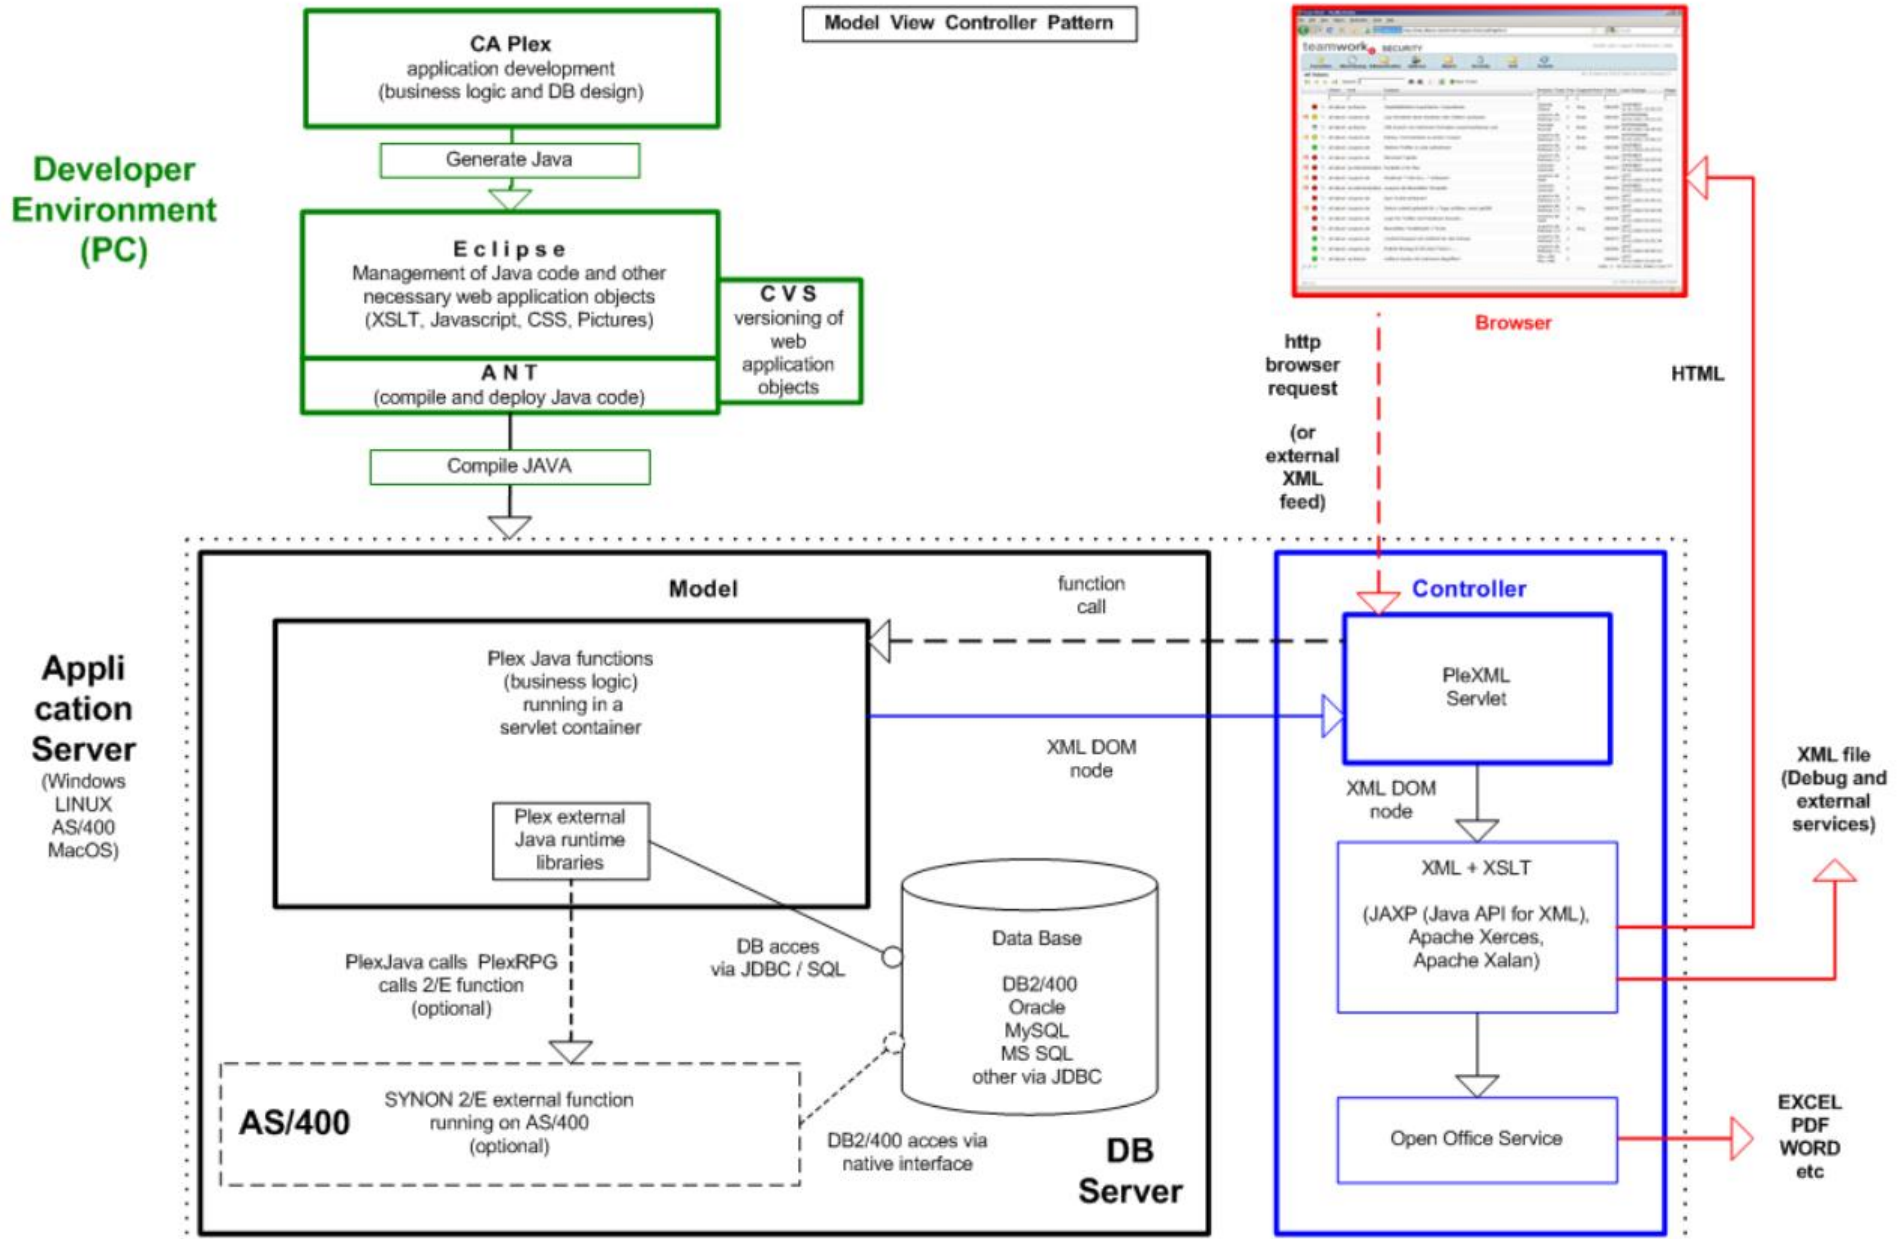 Model View Controller Pattern
CA Plex
application development
(business logic and DB design)
Generate Java
Developer
Environment
(PC)
Eclipse
Management of Java code and other
necessary web application objects
(XSLT, Javascript, CSS, Pictures)
ANT
(compile and deploy Java code)
CVS
versioning of
web
application
objects
Compile JAVA
teamwork SECURITY
Browser
http
browser
request
(or
external
XML
feed)
HTML
Appli
cation
Server
(Windows
LINUX
AS/400
MacOS)
Model
function
call
Plex Java functions
(business logic)
running in a
servlet container
XML DOM
node
Plex external
Java runtime
libraries
PlexJava calls PlexRPG
calls 2/E function
(optional)
DB acces
via JDBC / SQL
Data Base
DB2/400
Oracle
MySQL
MS SQL
other via JDBC
AS/400
SYNON 2/E external function
running on AS/400
(optional)
DB2/400 acces via
native interface
DB
Server
Controller
PleXML
Servlet
XML DOM
node
XML + XSLT
(JAXP (Java API for XML),
Apache Xerces,
Apache Xalan)
Open Office Service
XML file
(Debug and
external
services)
EXCEL
PDF
WORD
etc